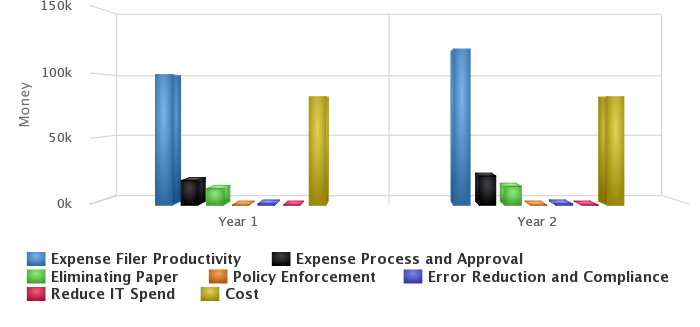 150k
100k
50k
0k
Money
Year 1 Year 2
Expense Filer Productivity Expense Process and Approval
Eliminating Paper Policy Enforcement Error Reduction and Compliance
Reduce IT Spend Cost